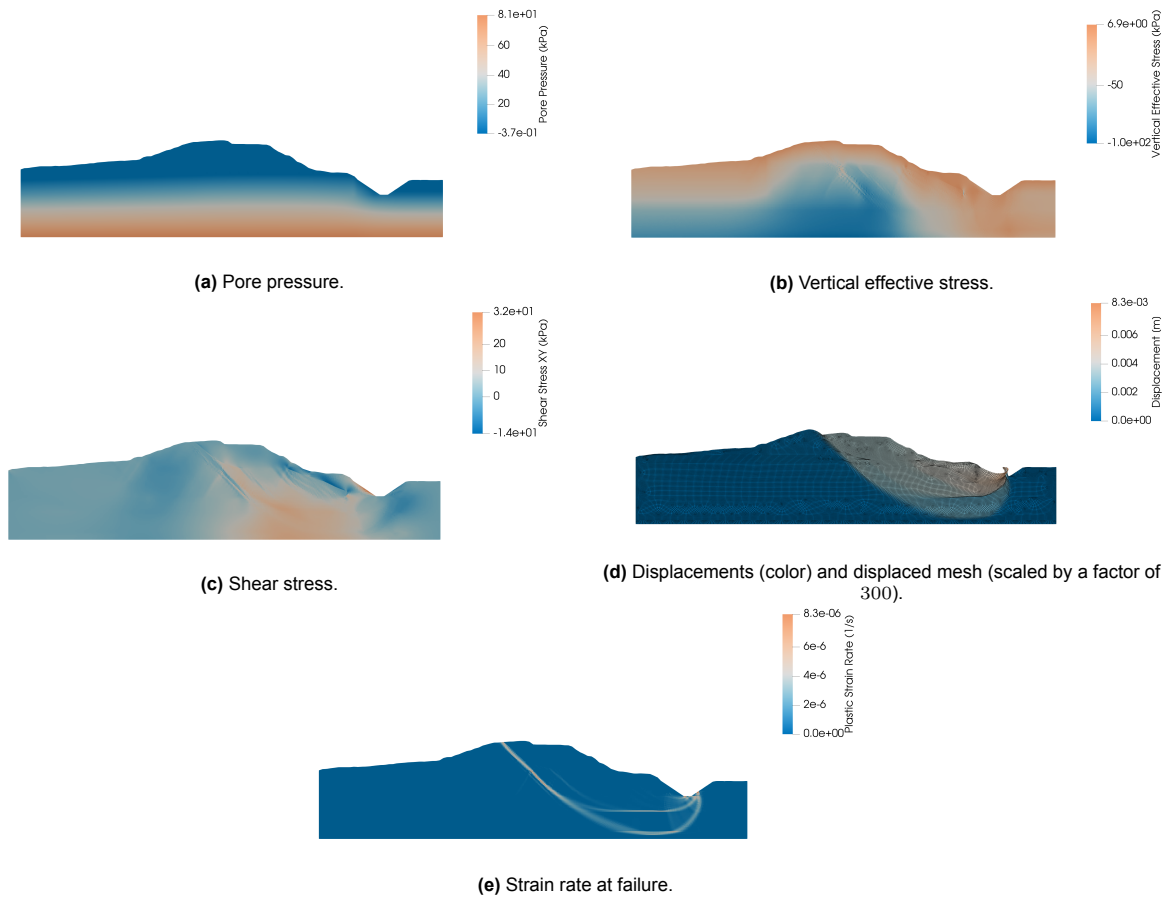 8.1e+01
60
40
20
-3.7e-01
Pore Pressure (kPa)
6.9e+00
-50
-1.0e+02
Vertical Effective Stress (kPa)
(a) Pore pressure.
(b) Vertical effective stress.
3.2e+01
20
10
0
-1.4e+01
Shear Stress XY (kPa)
8.3e-03
0.006
0.004
0.002
0.0e+00
Displacement (m)
(c) Shear stress.
(d) Displacements (color) and displaced mesh (scaled by a factor of
300).
8.3e-06
6e-6
4e-6
2e-6
0.0e+00
Plastic Strain Rate (1/s)
(e) Strain rate at failure.